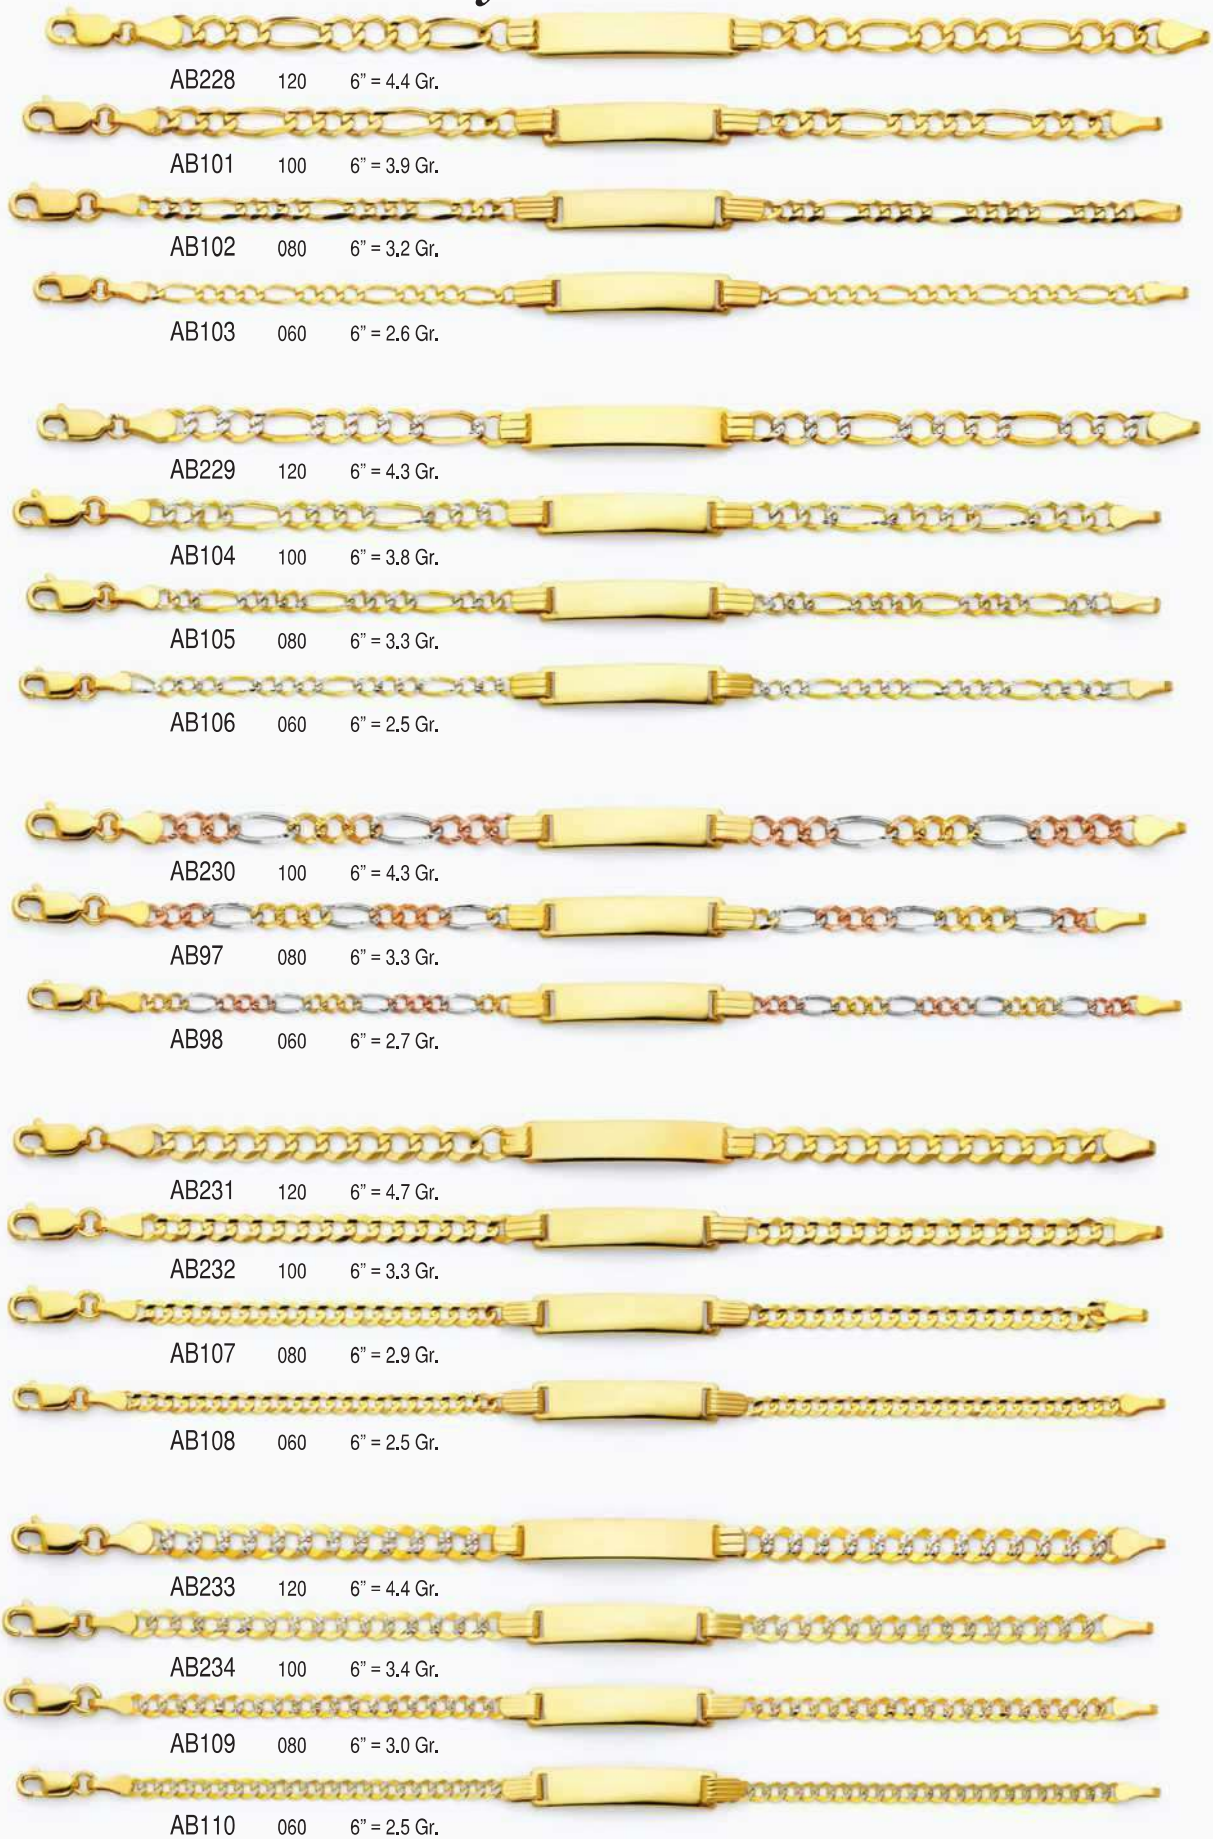 AB228 120 6” = 4.4 Gr.
AB101 100 6” = 3.9 Gr.
AB102 080 6” = 3.2 Gr.
AB103 060 6” = 2.6 Gr.
AB229 120 6” = 4.3 Gr.
AB104 100 6” = 3.8 Gr.
AB105 080 6” = 3.3 Gr.
AB106 060 6” = 2.5 Gr.
AB230 100 6” = 4.3 Gr.
AB97 080 6” = 3.3 Gr.
AB98 060 6” = 2.7 Gr.
AB231 120 6” = 4.7 Gr.
AB232 100 6” = 3.3 Gr.
AB107 080 6” = 2.9 Gr.
AB108 060 6” = 2.5 Gr.
AB233 120 6” = 4.4 Gr.
AB234 100 6” = 3.4 Gr.
AB109 080 6” = 3.0 Gr.
AB110 060 6” = 2.5 Gr.